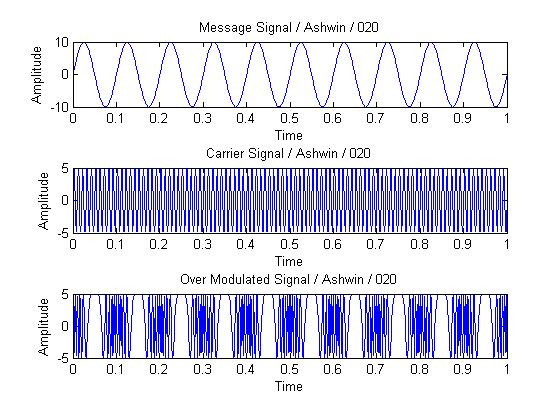 Message Signal / Ashwin / 020
10
0
-10
Amplitude
0 0.1 0.2 0.3 0.4 0.5 0.6 0.7 0.8 0.9 1
Time
Carrier Signal / Ashwin / 020
5
0
-5
Amplitude
0 0.1 0.2 0.3 0.4 0.5 0.6 0.7 0.8 0.9 1
Time
Over Modulated Signal / Ashwin / 020
5
0
-5
Amplitude
0 0.1 0.2 0.3 0.4 0.5 0.6 0.7 0.8 0.9 1
Time